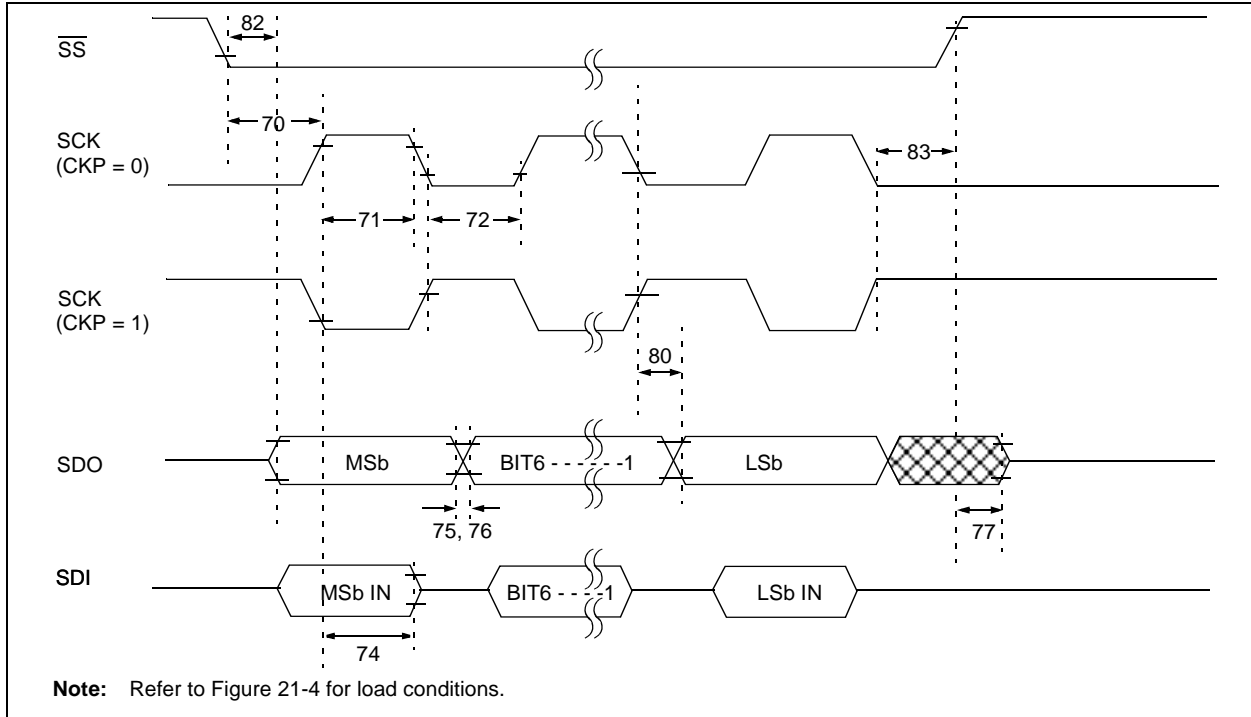 82
SS
70
SCK
(CKP = 0)
83
71
72
SCK
(CKP = 1)
80
SDO
MSb
BIT6 - - - - - -1
LSb
75, 76
77
SDI
MSb IN
BIT6 - - - -1
LSb IN
74
Note: Refer to Figure 21-4 for load conditions.